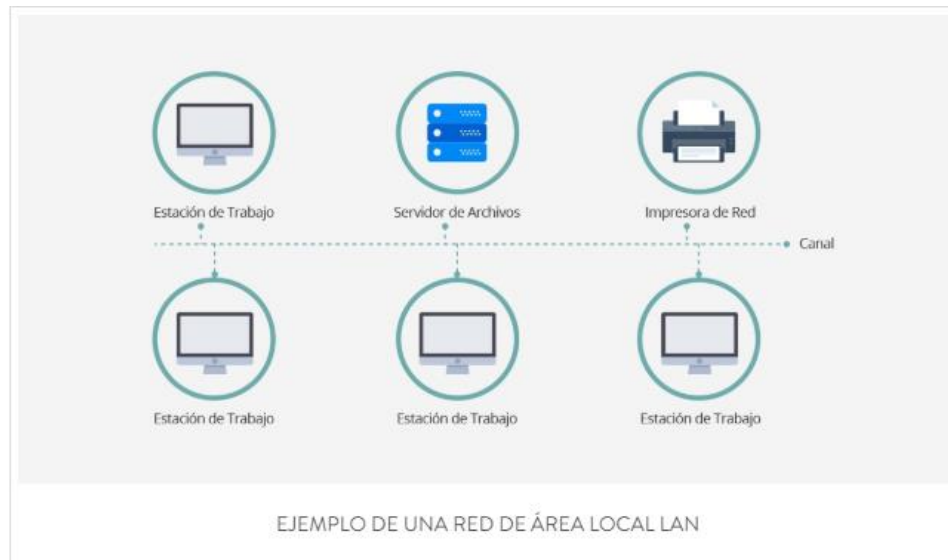 Estación de Trabajo
Servidor de Archivos
Impresora de Red
Canal
Estación de Trabajo
Estación de Trabajo
Estación de Trabajo
EJEMPLO DE UNA RED DE ÁREA LOCAL LAN